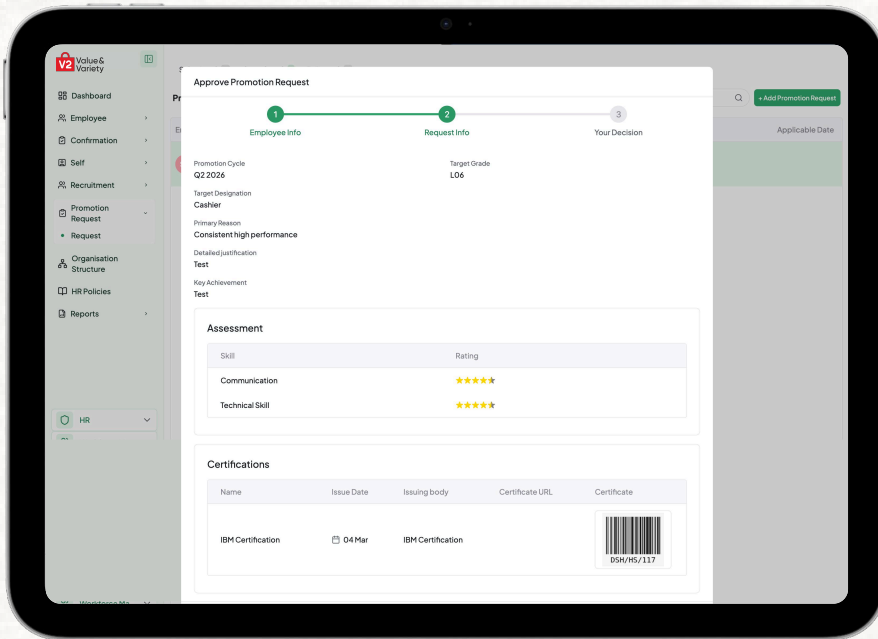 V2 Value &
Variety
Dashboard
Employee
Confirmation
Self
Recruitment
Promotion
Request
Request
Organisation
Structure
HR Policies
Reports
HR
Pr
+ Add Promotion Request
Applicable Date
Approve Promotion Request
1
2
3
Employee Info
Request Info
Your Decision
Promotion Cycle
Target Grade
Q2 2026
L06
Target Designation
Cashier
Primary Reason
Consistent high performance
Detailed justification
Test
Key Achievement
Test
Assessment
Skill Rating
Communication
Technical Skill
Certifications
Name Issue Date Issuing body Certificate URL Certificate
IBM Certification 04 Mar IBM Certification
DSH/HS/117